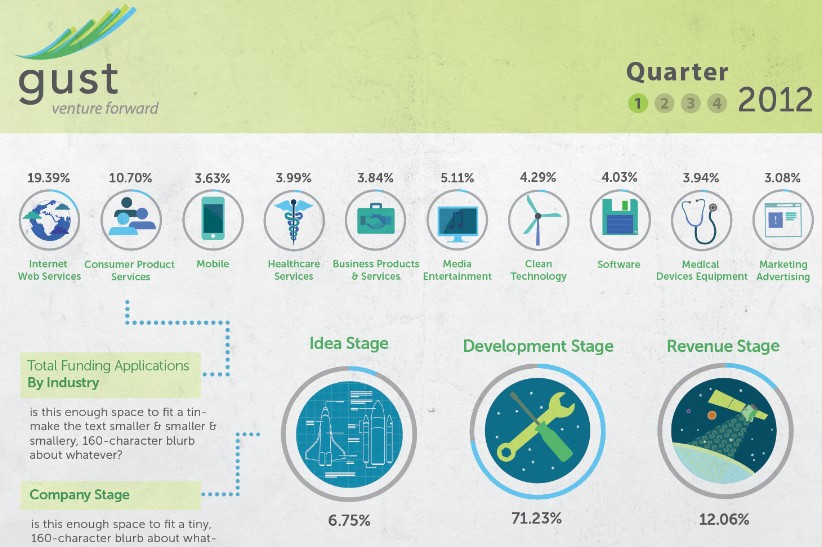 gust
venture forward
Quarter
1 2 3 4 2012
19.39% 10.70% 3.63% 3.99% 3.84% 5.11% 4.29% 4.03% 3.94% 3.08%
Internet Consumer Product Mobile Healthcare Business Products Media Clean Software Medical Marketing
Web Services Services Services & Services Entertainment Technology Devices Equipment Advertising
Idea Stage Development Stage Revenue Stage
Total Funding Applications
By Industry
is this enough space to fit a tin-
make the text smaller & smaller &
smallery, 160-character blurb
about whatever?
Company Stage
is this enough space to fit a tiny,
160-character blurb about what-
6.75% 71.23% 12.06%